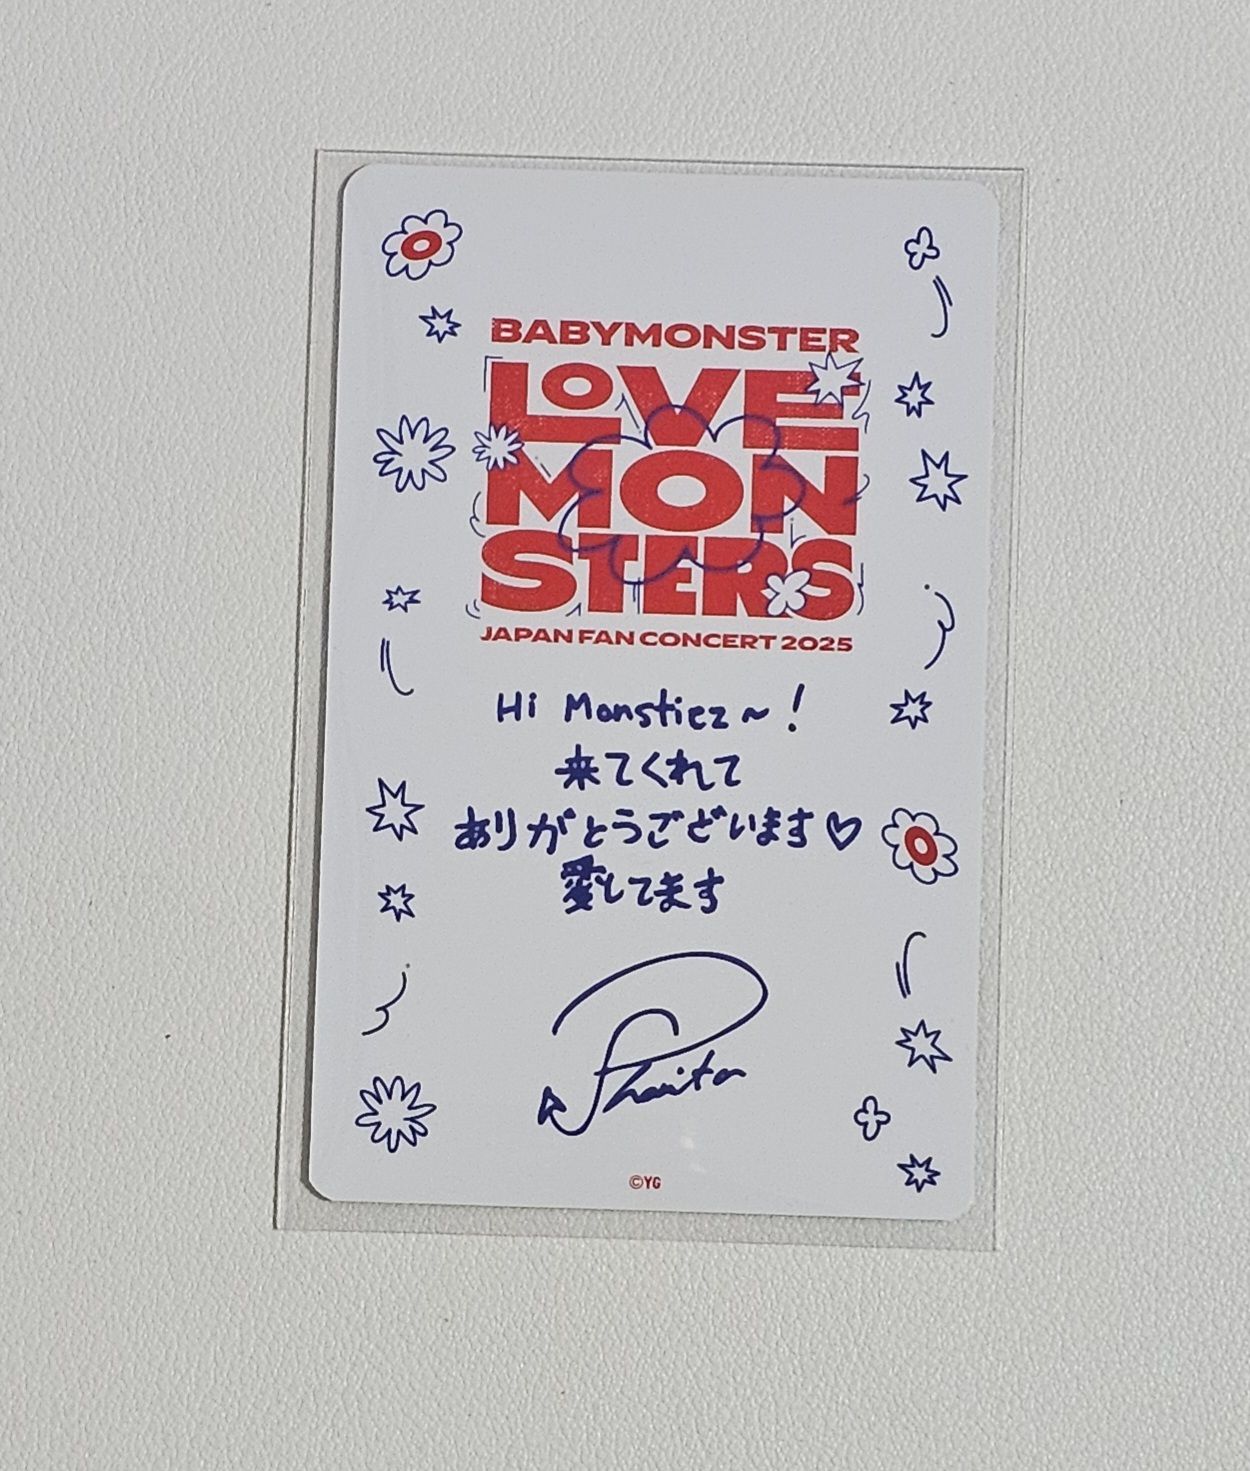 BABYMONSTER
LOVE
MON
STERS
JAPAN FAN CONCERT 2025
Hi Monstiez~!
来てくれて
ありがとうございます♡
愛してます
Pharita
©YG